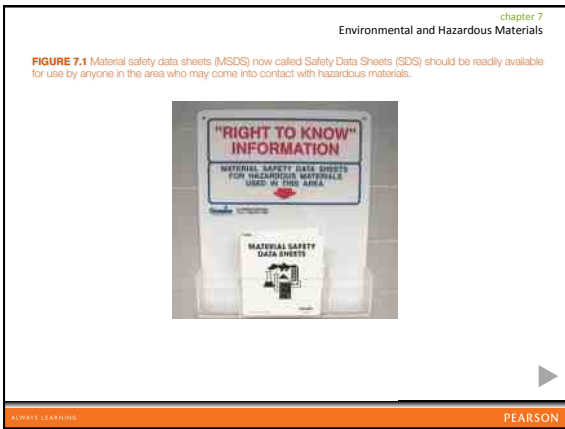 chapter 7
Environmental and Hazardous Materials
FIGURE 7.1 Material safety data sheets (MSDS) now called Safety Data Sheets (SDS) should be readily available
for use by anyone in the area who may come into contact with hazardous materials.
"RIGHT TO KNOW"
INFORMATION
MATERIAL SAFETY DATA SHEETS
FOR HAZARDOUS MATERIALS
USED IN THIS AREA
MATERIAL SAFETY
DATA SHEETS
ALWAYS LEARNING
PEARSON